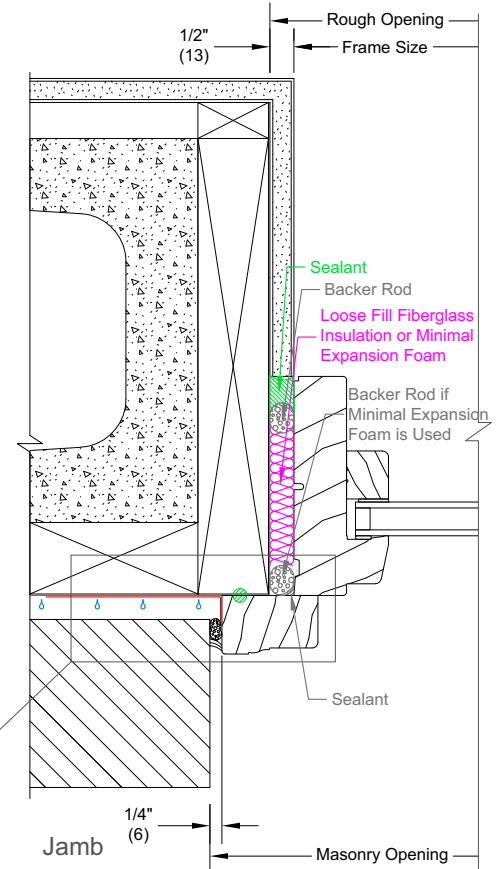 Rough Opening
1/2"
(13)
Frame Size
Sealant
Backer Rod
Loose Fill Fiberglass
Insulation or Minimal
Expansion Foam
Backer Rod if
Minimal Expansion
Foam is Used
Sealant
1/4"
(6)
Jamb
Masonry Opening